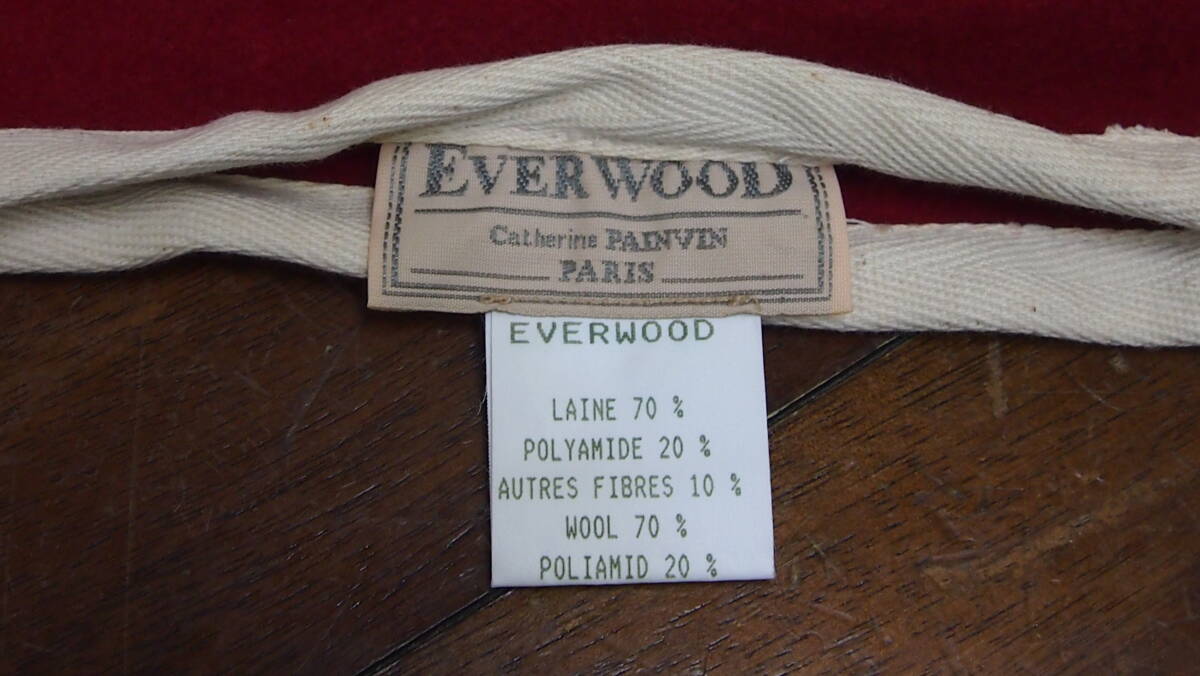 EVERWOOD
Catherine PAINVIN
PARIS
EVERWOOD
LAINE 70 %
POLYAMIDE 20 %
AUTRES FIBRES 10 %
WOOL 70 %
POLIAMID 20 %